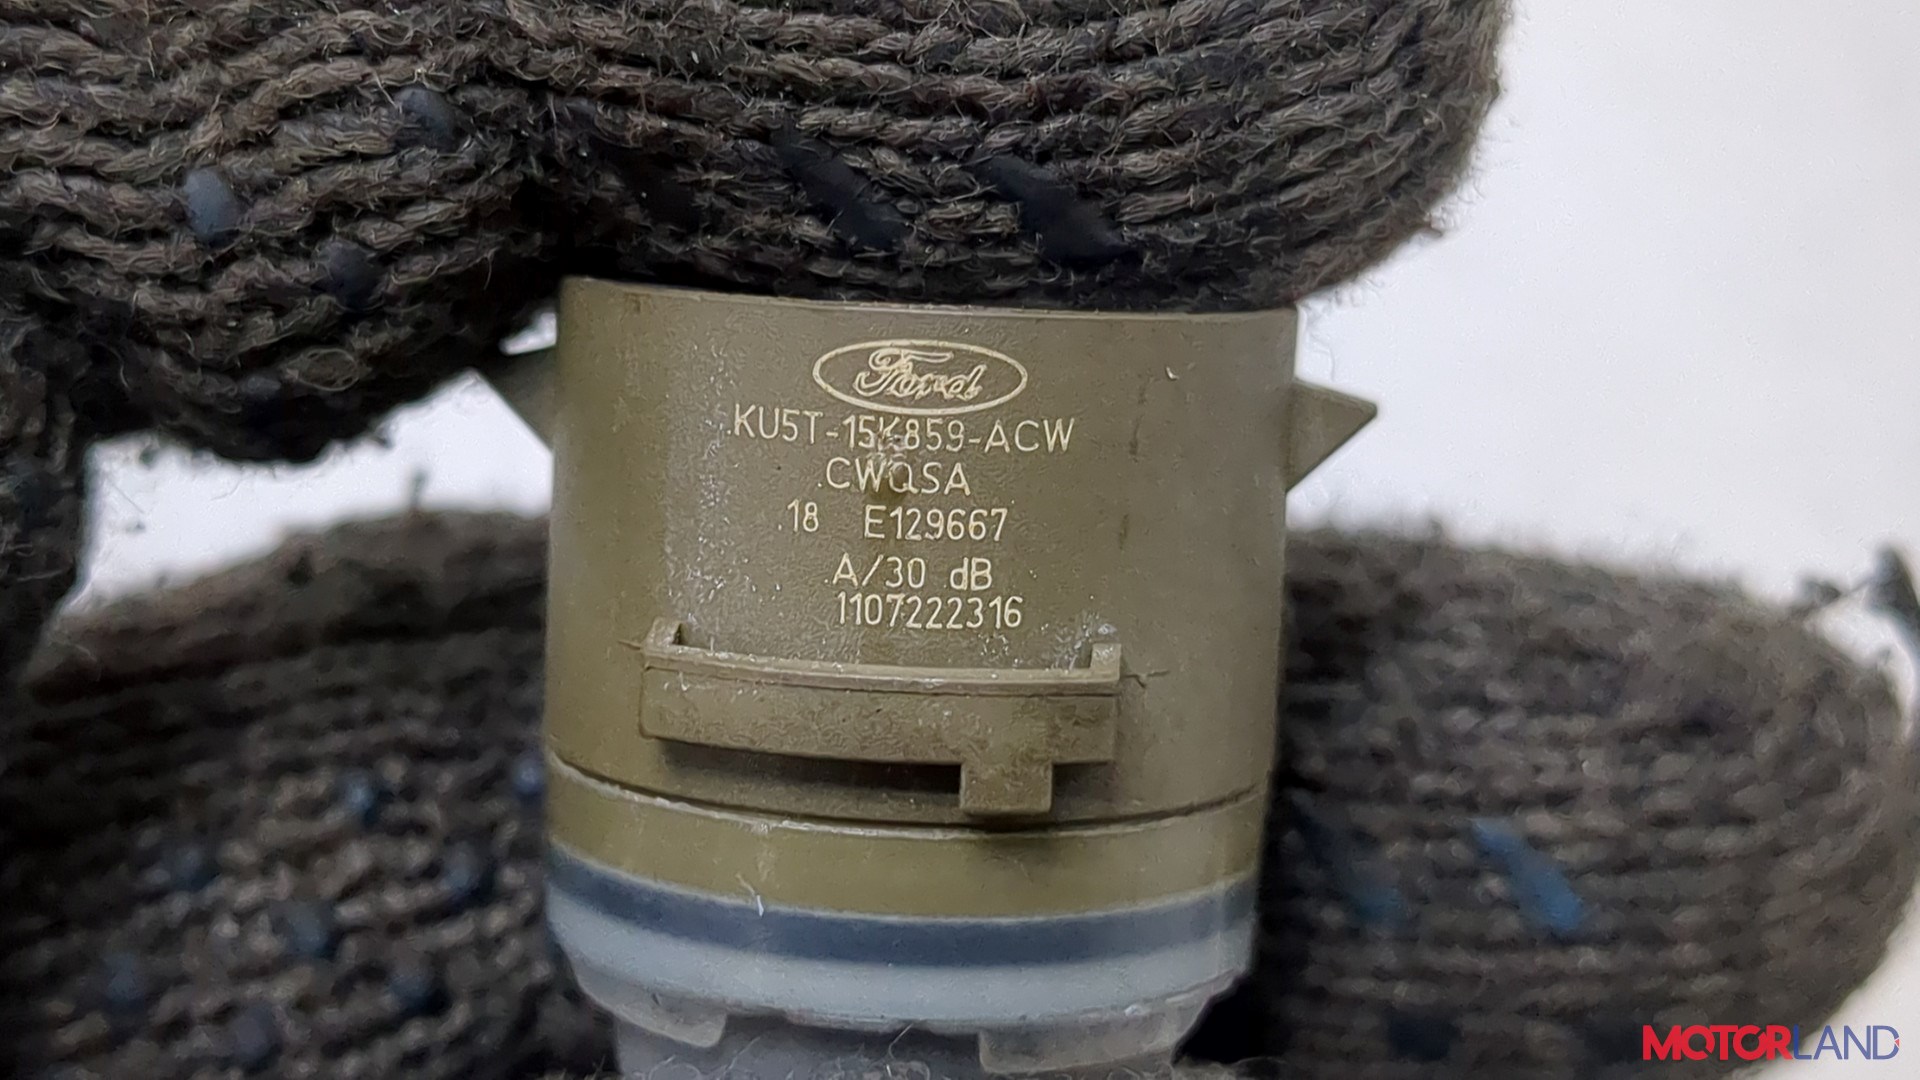 Ford
KU5T-15K859-ACW
CWQSA
18 E129667
A/30 dB
1107222316
MOTORLAND